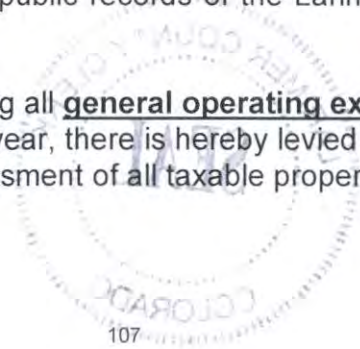 public records of the
g all general operating ex
year, there is hereby levied
sment of all taxable proper
SEAL
COLORADO
107